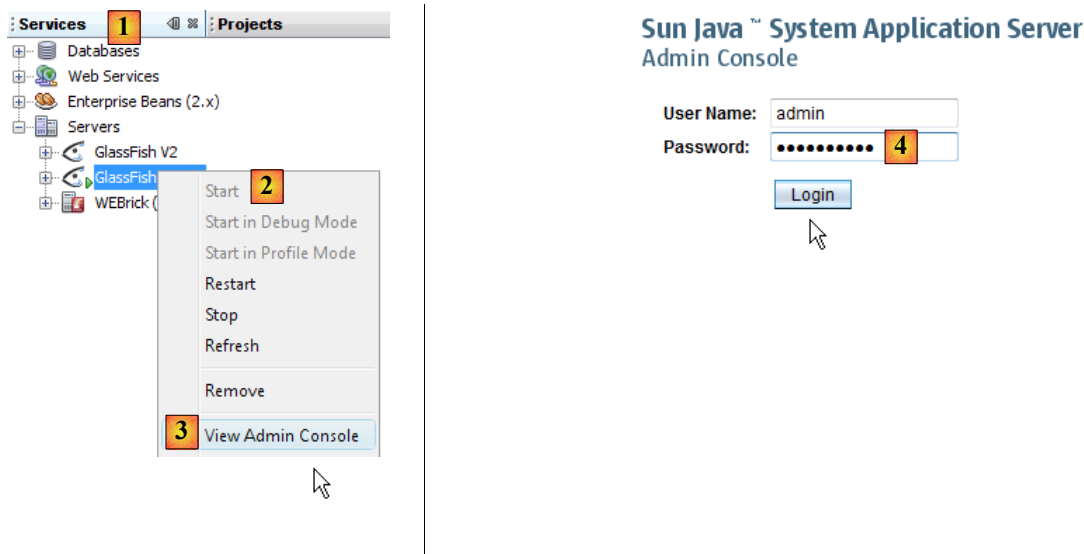 Services 1 Projects
Databases
Web Services
Enterprise Beans (2.x)
Servers
GlassFish V2
GlassFish
WEBrick (
Start 2
Start in Debug Mode
Start in Profile Mode
Restart
Stop
Refresh
Remove
3 View Admin Console
Sun Java ™ System Application Server
Admin Console
User Name: admin
Password: •••••••••• 4
Login